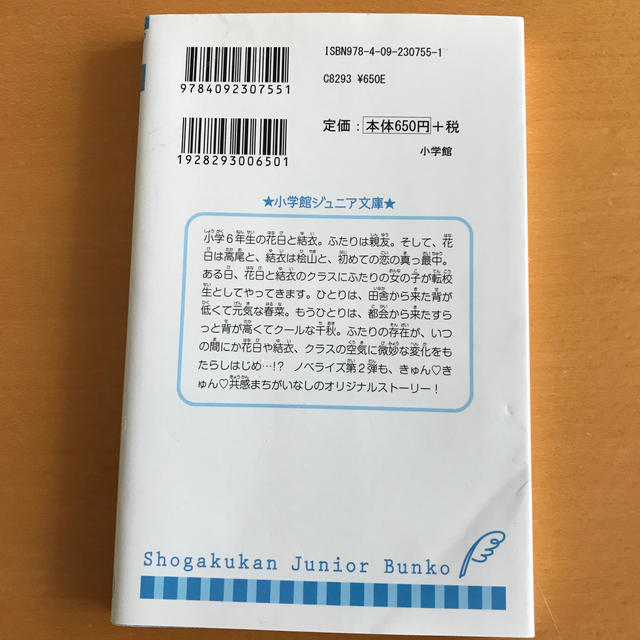 ISBN978-4-09-230755-1
9784092307551
C8293 ¥650E
定価：本体650円+税
1928293006501
小学館
★小学館ジュニア文庫★
小学6年生の花日と結衣。ふたりは親友。そして、花
日は高尾と、結衣は桧山と、初めての恋の真っ最中。
ある日、花日と結衣のクラスにふたりの女の子が転校
生としてやってきます。ひとりは、田舎から来た背が
低くて元気な春菜。もうひとりは、都会から来たすら
っと背が高くてクールな千秋。ふたりの存在が、いつ
の間にか花日や結衣、クラスの空気に微妙な変化をも
たらしはじめ…!? ノベライズ第2弾も、きゅん♡き
ゅん♡共感まちがいなしのオリジナルストーリー！
Shogakukan Junior Bunko